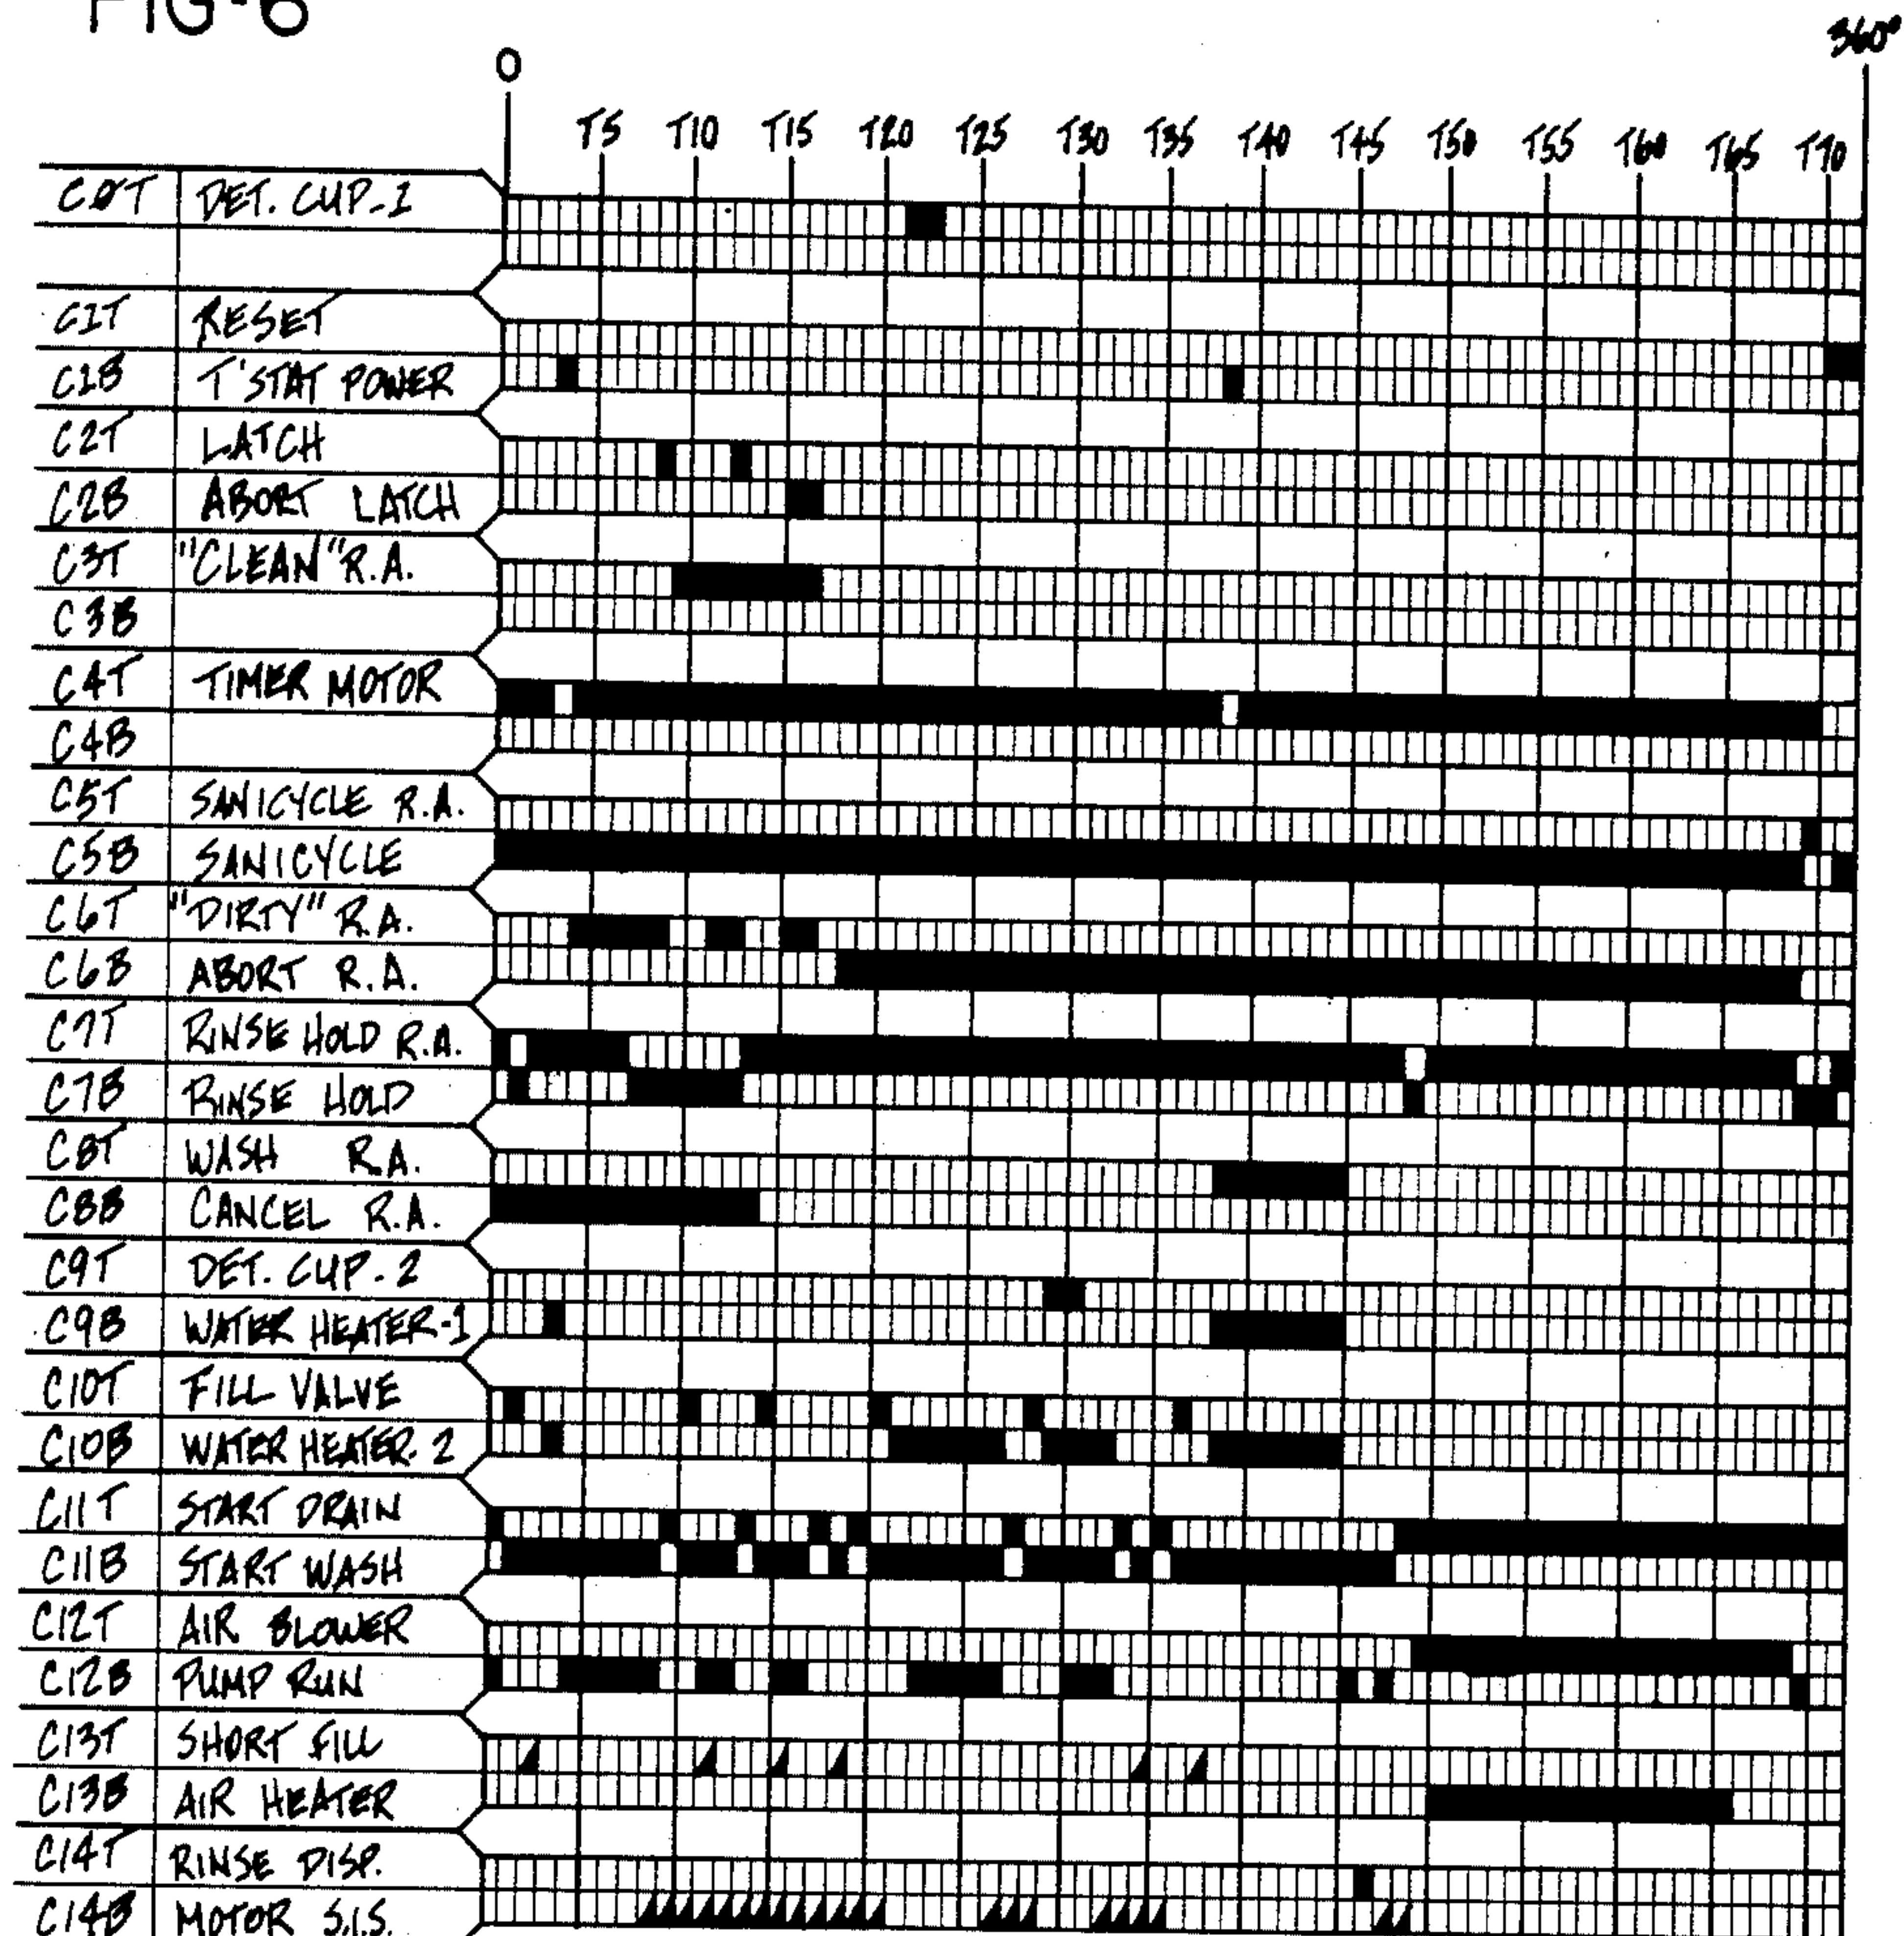 FIG-6
0 360°
T5 T10 T15 T20 T25 T30 T35 T40 T45 T50 T55 T60 T65 T70
CØT DET. CUP-1
C1T RESET
C1B T'STAT POWER
C2T LATCH
C2B ABORT LATCH
C3T "CLEAN" R.A.
C3B
C4T TIMER MOTOR
C4B
C5T SANICYCLE R.A.
C5B SANICYCLE
C6T "DIRTY" R.A.
C6B ABORT R.A.
C7T RINSE HOLD R.A.
C7B RINSE HOLD
C8T WASH R.A.
C8B CANCEL R.A.
C9T DET. CUP-2
C9B WATER HEATER-1
C10T FILL VALVE
C10B WATER HEATER-2
C11T START DRAIN
C11B START WASH
C12T AIR BLOWER
C12B PUMP RUN
C13T SHORT FILL
C13B AIR HEATER
C14T RINSE DISP.
C14B MOTOR S.I.S.